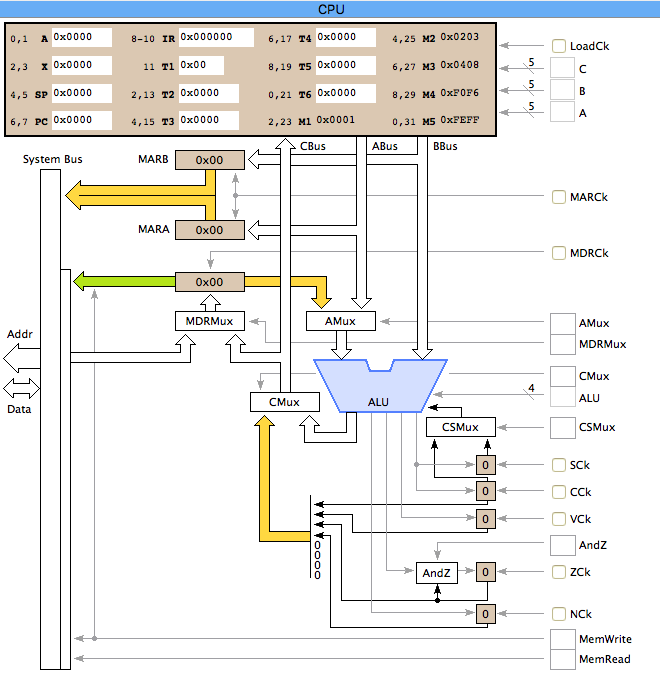 CPU
0,1 A 0x0000 8-10 IR 0x000000 6,17 T4 0x0000 4,25 M2 0x0203
2,3 X 0x0000 11 T1 0x00 8,19 T5 0x0000 6,27 M3 0x0408
4,5 SP 0x0000 2,13 T2 0x0000 0,21 T6 0x0000 8,29 M4 0xF0F6
6,7 PC 0x0000 4,15 T3 0x0000 2,23 M1 0x0001 0,31 M5 0xFEFF
LoadCk
5 C
5 B
5 A
CBus ABus BBus
System Bus
MARB 0x00
MARCk
MARA 0x00
MDRCk
0x00
MDRMux AMux
AMux
Addr
MDRMux
CMux
Data
4 ALU
CMux ALU
CSMux CSMux
0 SCk
0 CCk
0 VCk
AndZ
0
0
0
0
AndZ 0 ZCk
0 NCk
MemWrite
MemRead